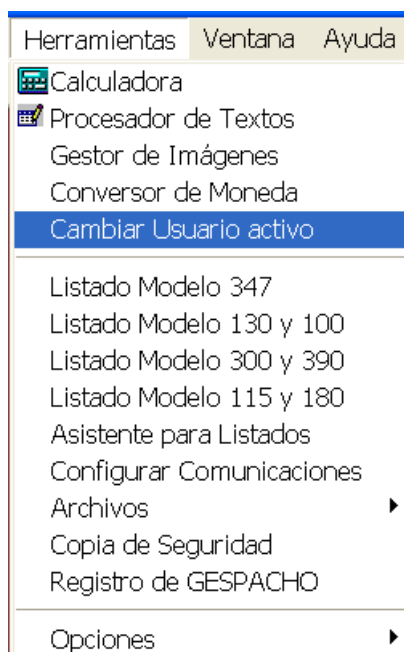 Herramientas Ventana Ayuda
Calculadora
Procesador de Textos
Gestor de Imágenes
Conversor de Moneda
Cambiar Usuario activo
Listado Modelo 347
Listado Modelo 130 y 100
Listado Modelo 300 y 390
Listado Modelo 115 y 180
Asistente para Listados
Configurar Comunicaciones
Archivos
Copia de Seguridad
Registro de GESPACHO
Opciones